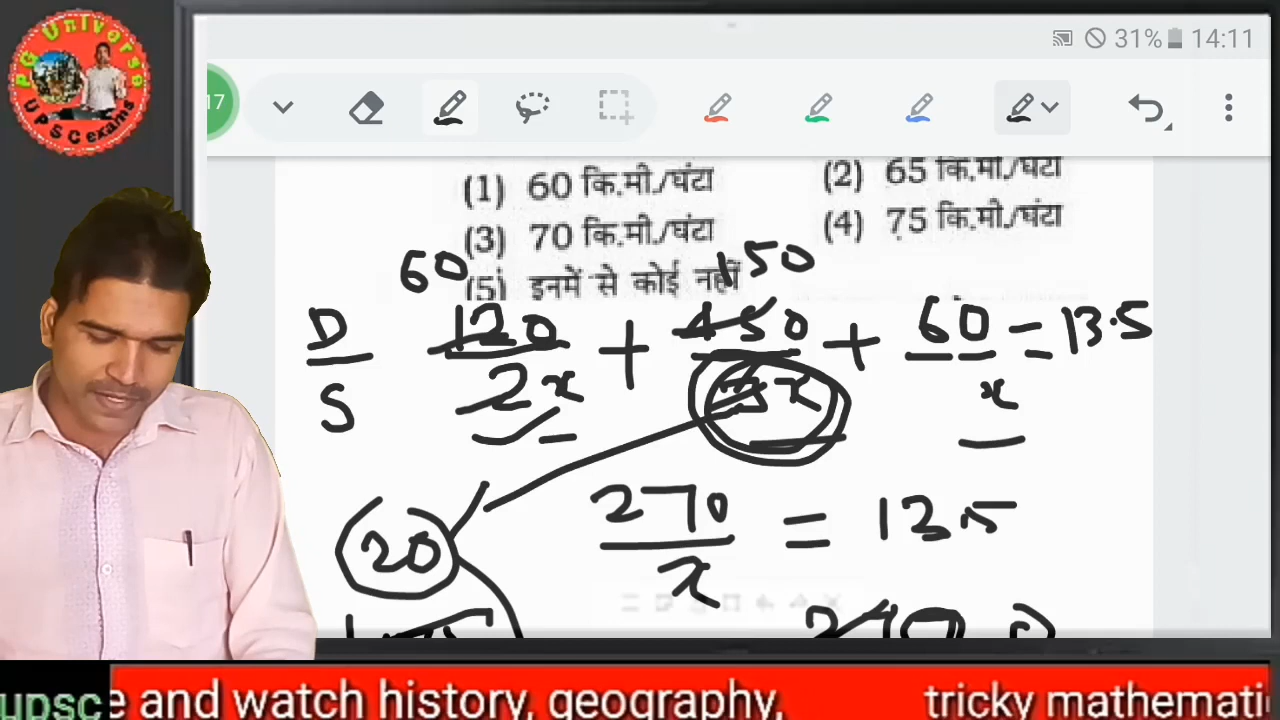 PG Universe
UPSC exams
31% 14:11
17
(1) 60 कि.मी./घंटा (2) 65 कि.मी./घंटा
(3) 70 कि.मी./घंटा (4) 75 कि.मी./घंटा
(5) इनमें से कोई नहीं
60 150
D/S 120/2x + 450/3x + 60/x = 13.5
270/x = 13.5
20
upsc e and watch history, geography, tricky mathemati